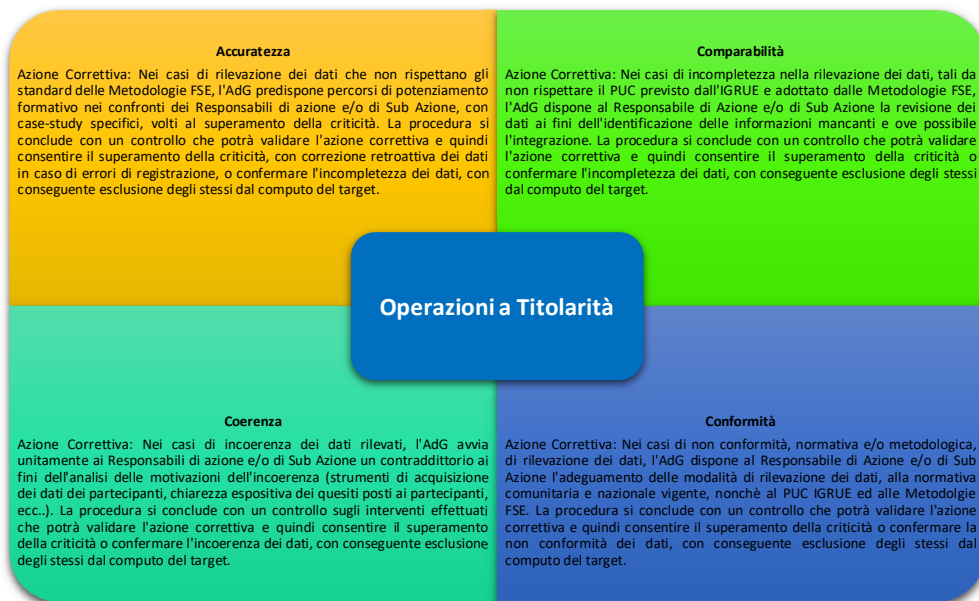 Accuratezza
Azione Correttiva: Nei casi di rilevazione dei dati che non rispettano gli
standard delle Metodologie FSE, l'AdG predispone percorsi di potenziamento
formativo nei confronti dei Responsabili di azione e/o di Sub Azione, con
case-study specifici, volti al superamento della criticità. La procedura si
conclude con un controllo che potrà validare l'azione correttiva e quindi
consentire il superamento della criticità, con correzione retroattiva dei dati
in caso di errori di registrazione, o confermare l'incompletezza dei dati, con
conseguente esclusione degli stessi dal computo del target.
Comparabilità
Azione Correttiva: Nei casi di incompletezza nella rilevazione dei dati, tali da
non rispettare il PUC previsto dall'IGRUE e adottato dalle Metodologie FSE,
l'AdG dispone al Responsabile di Azione e/o di Sub Azione la revisione dei
dati ai fini dell'identificazione delle informazioni mancanti e ove possibile
l'integrazione. La procedura si conclude con un controllo che potrà validare
l'azione correttiva e quindi consentire il superamento della criticità o
confermare l'incompletezza dei dati, con conseguente esclusione degli stessi
dal computo del target.
Operazioni a Titolarità
Coerenza
Azione Correttiva: Nei casi di incoerenza dei dati rilevati, l'AdG avvia
unitamente ai Responsabili di azione e/o di Sub Azione un contraddittorio ai
fini dell'analisi delle motivazioni dell'incoerenza (strumenti di acquisizione
dei dati dei partecipanti, chiarezza espositiva dei quesiti posti ai partecipanti,
ecc..). La procedura si conclude con un controllo sugli interventi effettuati
che potrà validare l'azione correttiva e quindi consentire il superamento
della criticità o confermare l'incoerenza dei dati, con conseguente esclusione
degli stessi dal computo del target.
Conformità
Azione Correttiva: Nei casi di non conformità, normativa e/o metodologica,
di rilevazione dei dati, l'AdG dispone al Responsabile di Azione e/o di Sub
Azione l'adeguamento delle modalità di rilevazione dei dati, alla normativa
comunitaria e nazionale vigente, nonchè al PUC IGRUE ed alle Metodolgie
FSE. La procedura si conclude con un controllo che potrà validare l'azione
correttiva e quindi consentire il superamento della criticità o confermare la
non conformità dei dati, con conseguente esclusione degli stessi dal
computo del target.